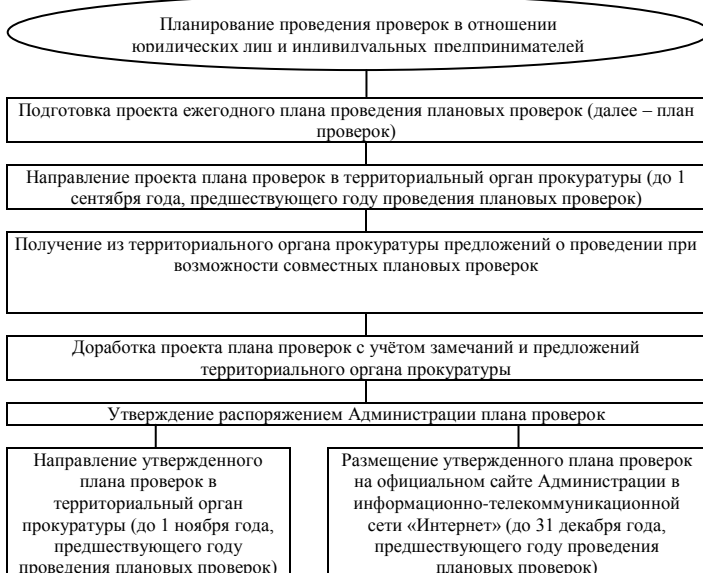 Планирование проведения проверок в отношении
юридических лиц и индивидуальных предпринимателей
Подготовка проекта ежегодного плана проведения плановых проверок (далее – план
проверок)
Направление проекта плана проверок в территориальный орган прокуратуры (до 1
сентября года, предшествующего году проведения плановых проверок)
Получение из территориального органа прокуратуры предложений о проведении при
возможности совместных плановых проверок
Доработка проекта плана проверок с учётом замечаний и предложений
территориального органа прокуратуры
Утверждение распоряжением Администрации плана проверок
Направление утвержденного
плана проверок в
территориальный орган
прокуратуры (до 1 ноября года,
предшествующего году
проведения плановых проверок)
Размещение утвержденного плана проверок
на официальном сайте Администрации в
информационно-телекоммуникационной
сети «Интернет» (до 31 декабря года,
предшествующего году проведения
плановых проверок)